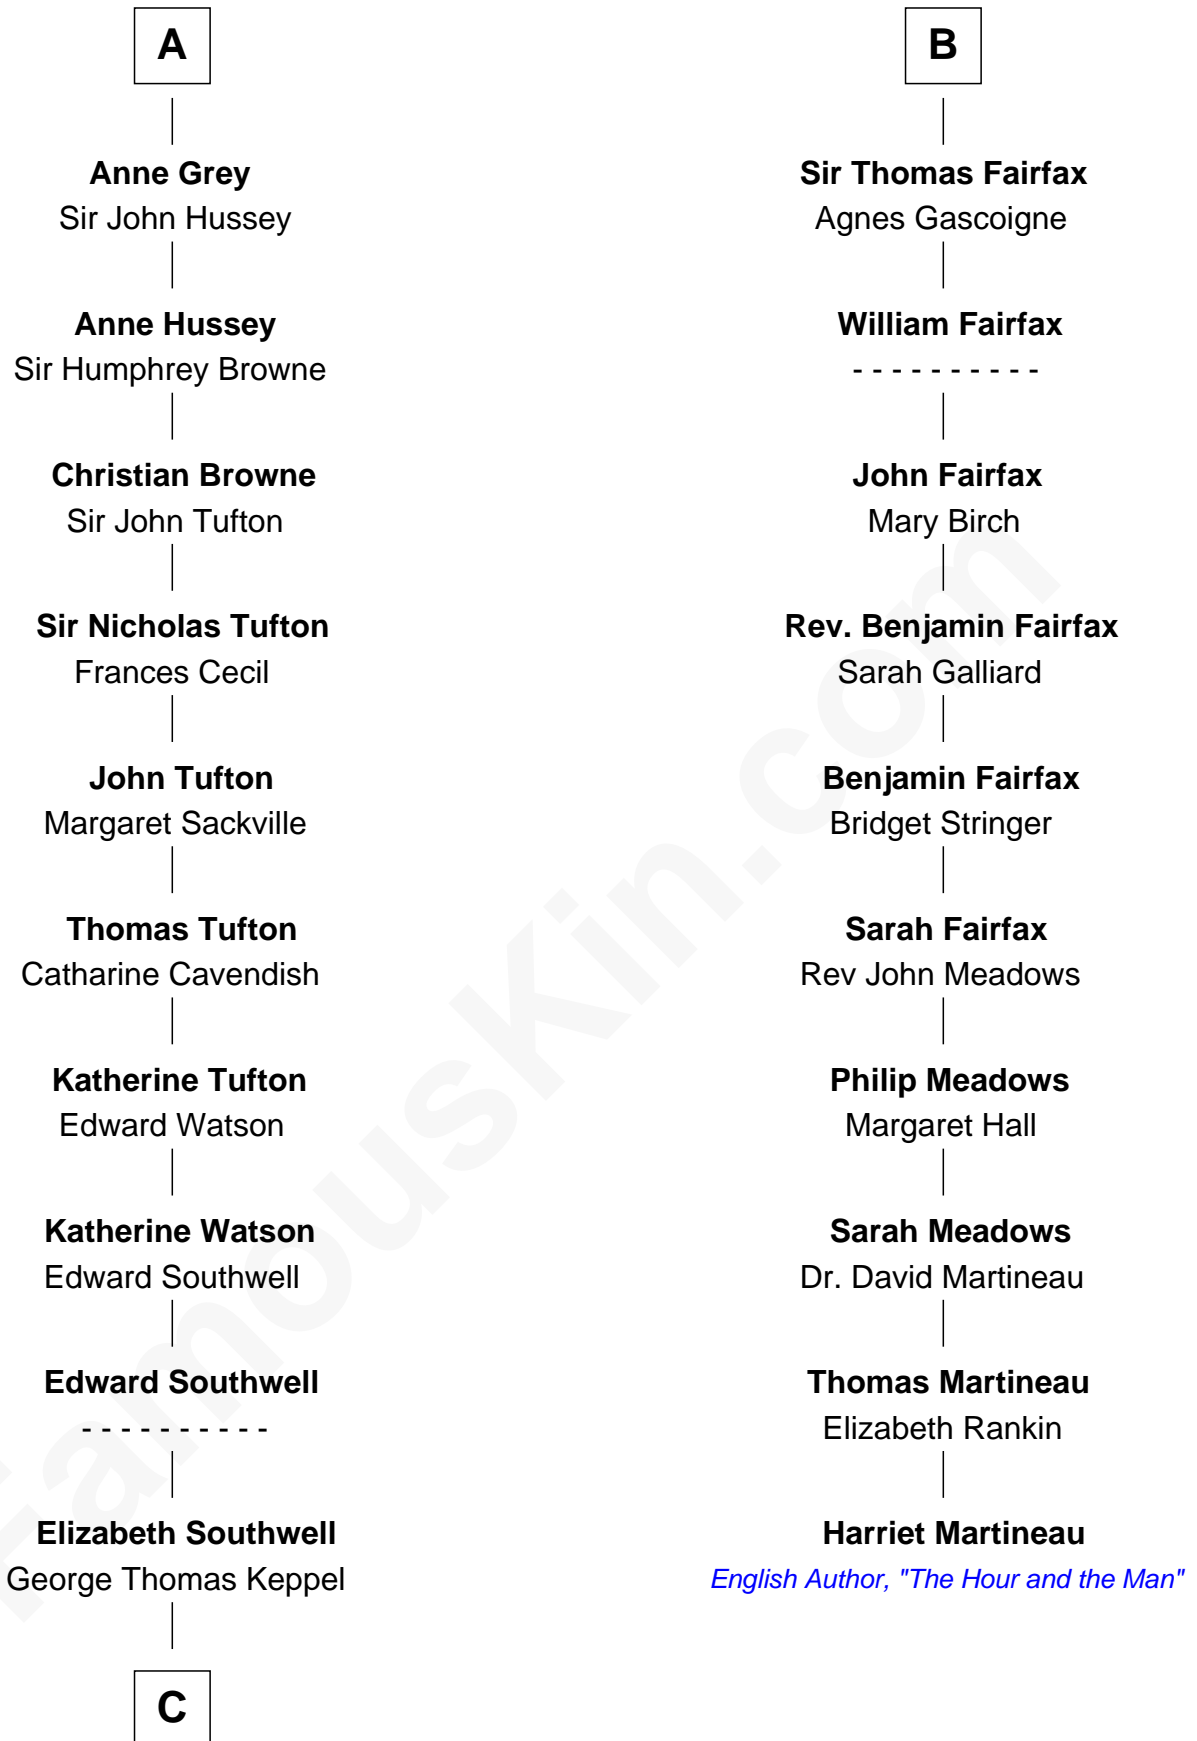 A
Anne Grey
Sir John Hussey
Anne Hussey
Sir Humphrey Browne
Christian Browne
Sir John Tufton
Sir Nicholas Tufton
Frances Cecil
John Tufton
Margaret Sackville
Thomas Tufton
Catharine Cavendish
Katherine Tufton
Edward Watson
Katherine Watson
Edward Southwell
Edward Southwell
- - - - - - - - - -
Elizabeth Southwell
George Thomas Keppel
C
B
Sir Thomas Fairfax
Agnes Gascoigne
William Fairfax
- - - - - - - - - -
John Fairfax
Mary Birch
Rev. Benjamin Fairfax
Sarah Galliard
Benjamin Fairfax
Bridget Stringer
Sarah Fairfax
Rev John Meadows
Philip Meadows
Margaret Hall
Sarah Meadows
Dr. David Martineau
Thomas Martineau
Elizabeth Rankin
Harriet Martineau
English Author, "The Hour and the Man"
FamousKin.com